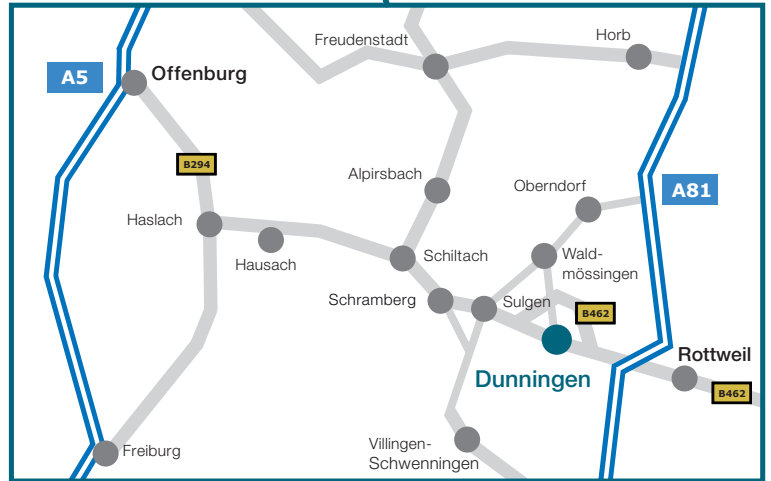 Freudenstadt
Horb
A5
Offenburg
B294
Alpirsbach
Oberndorf
A81
Haslach
Hausach
Schiltach
Wald-
mössingen
Schramberg
Sulgen
B462
Dunningen
Rottweil
B462
Freiburg
Villingen-
Schwenningen